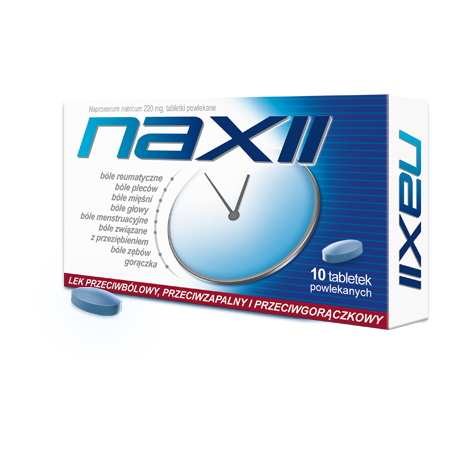 Naproxenum natricum 220 mg, tabletki powlekane
naxii
bóle reumatyczne
bóle pleców
bóle mięśni
bóle głowy
bóle menstruacyjne
bóle związane
z przeziębieniem
bóle zębów
gorączka
10 tabletek
powlekanych
LEK PRZECIWBÓLOWY, PRZECIWZAPALNY I PRZECIWGORĄCZKOWY
naxii